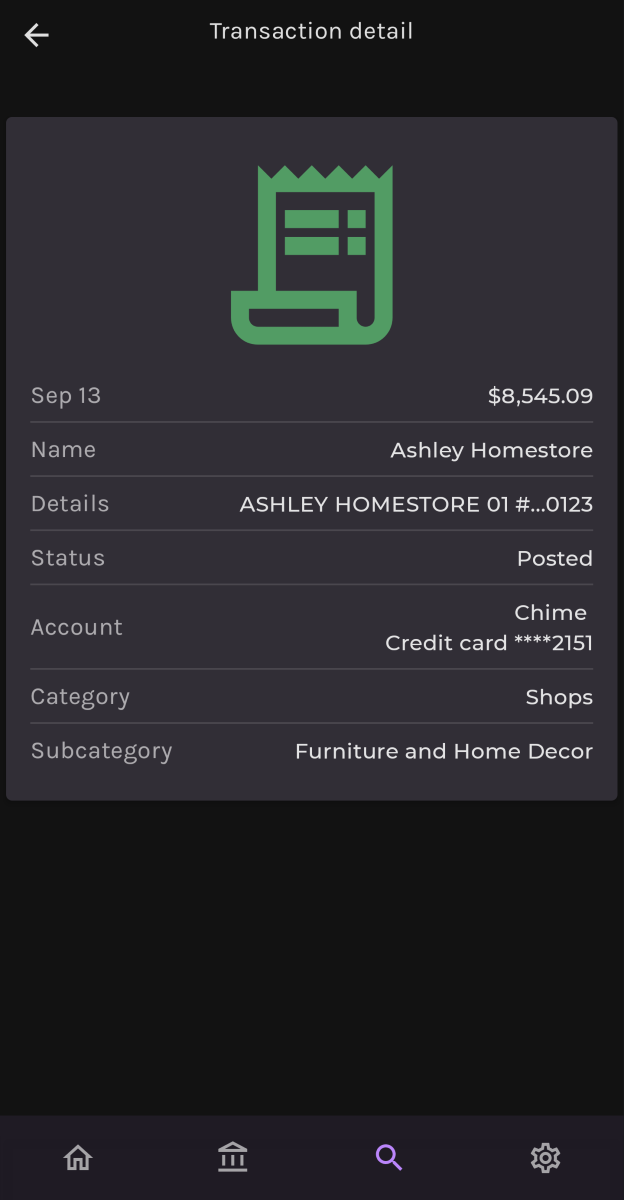 Transaction detail
Sep 13 $8,545.09
Name Ashley Homestore
Details ASHLEY HOMESTORE 01 #...0123
Status Posted
Account Chime
Credit card ****2151
Category Shops
Subcategory Furniture and Home Decor